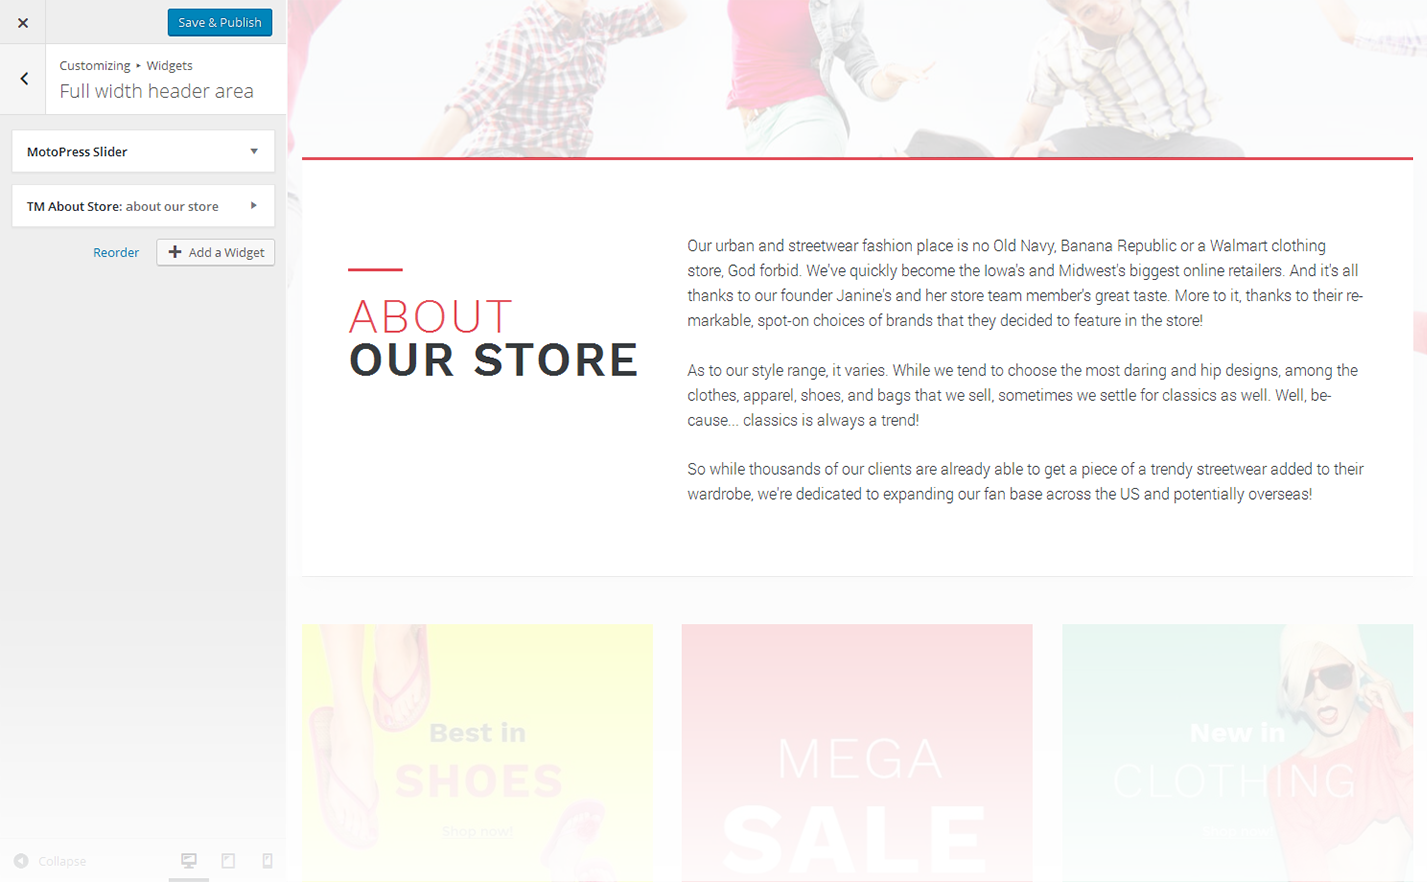 Save & Publish
Customizing ▸ Widgets
Full width header area
MotoPress Slider
TM About Store: about our store
Reorder
Add a Widget
Collapse
ABOUT
OUR STORE
Our urban and streetwear fashion place is no Old Navy, Banana Republic or a Walmart clothing
store, God forbid. We've quickly become the Iowa's and Midwest's biggest online retailers. And it's all
thanks to our founder Janine's and her store team member's great taste. More to it, thanks to their re-
markable, spot-on choices of brands that they decided to feature in the store!
As to our style range, it varies. While we tend to choose the most daring and hip designs, among the
clothes, apparel, shoes, and bags that we sell, sometimes we settle for classics as well. Well, be-
cause... classics is always a trend!
So while thousands of our clients are already able to get a piece of a trendy streetwear added to their
wardrobe, we're dedicated to expanding our fan base across the US and potentially overseas!
Best in
SHOES
Shop now!
MEGA
SALE
New in
CLOTHING